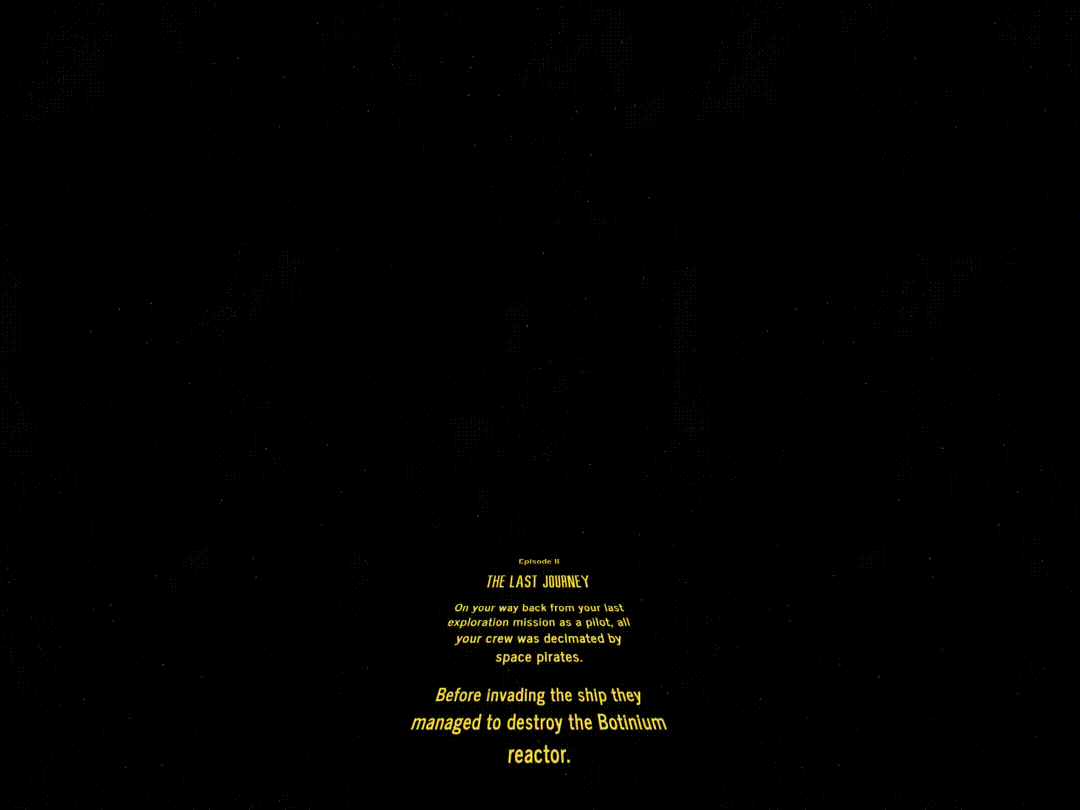 Episode II
THE LAST JOURNEY
On your way back from your last
exploration mission as a pilot, all
your crew was decimated by
space pirates.
Before invading the ship they
managed to destroy the Botinium
reactor.